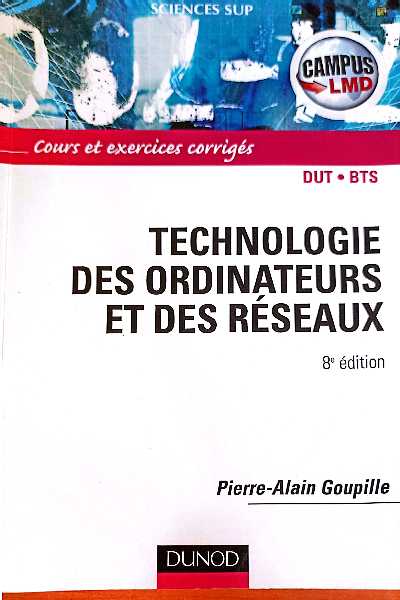 SCIENCES SUP
CAMPUS
LMD
Cours et exercices corrigés
DUT • BTS
TECHNOLOGIE
DES ORDINATEURS
ET DES RÉSEAUX
8e édition
Pierre-Alain Goupille
DUNOD